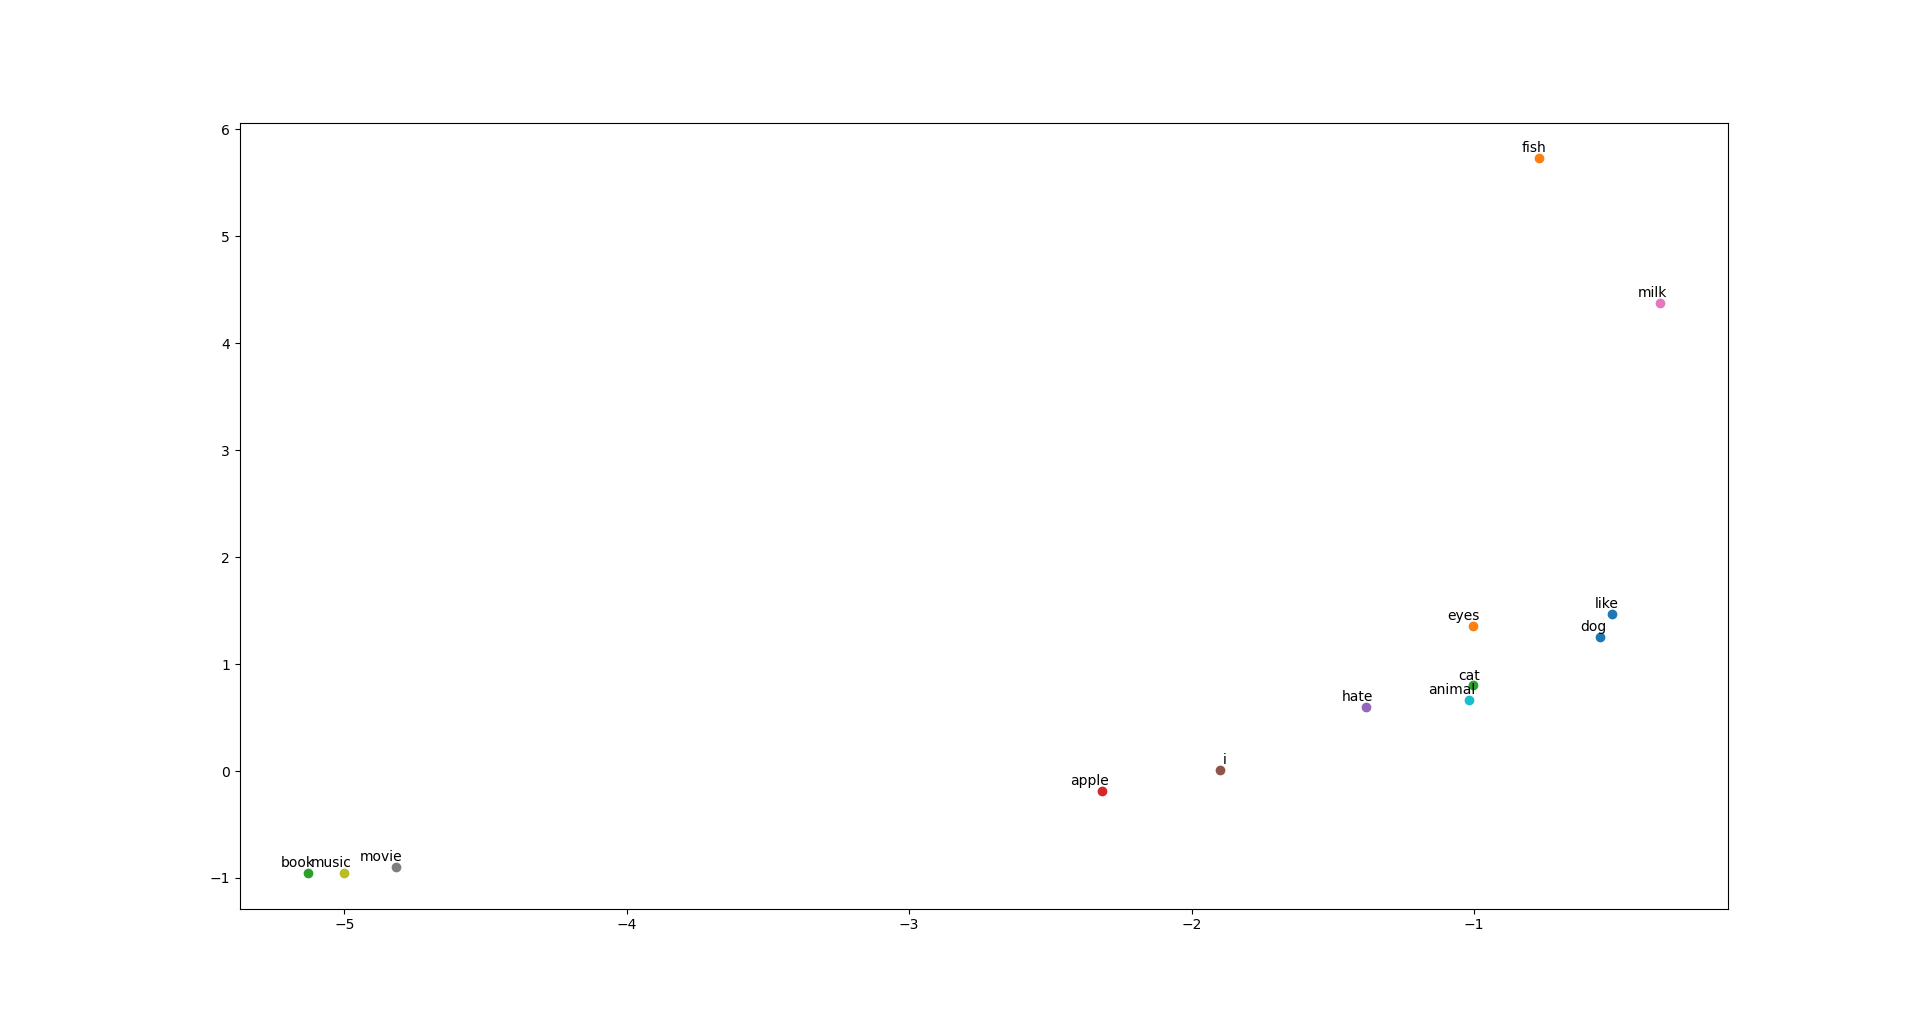 6
fish
5
milk
4
3
2
like
eyes
dog
1
cat
animal
hate
i
0
apple
movie
book music
−1
−5 −4 −3 −2 −1